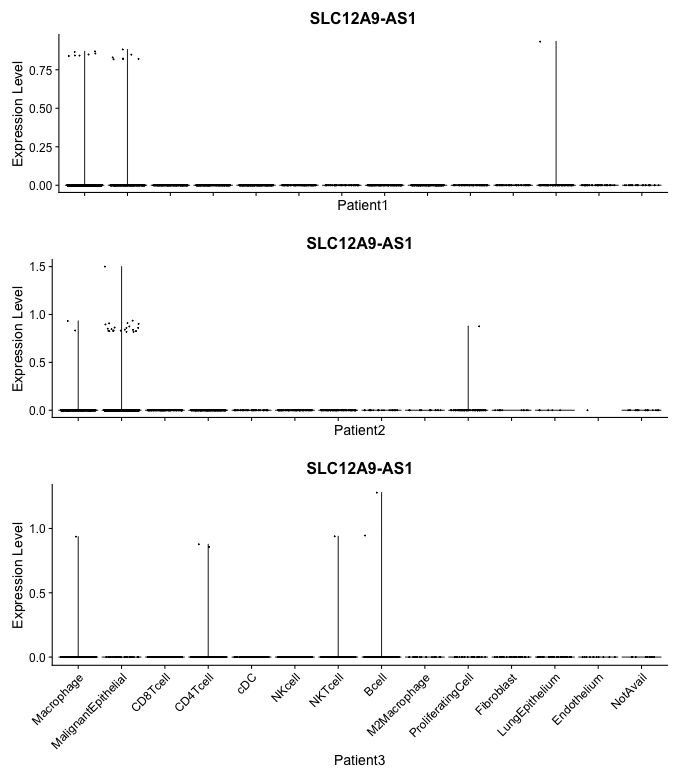 SLC12A9-AS1
Expression Level
0.75
0.50
0.25
0.00
Patient1
SLC12A9-AS1
Expression Level
1.5
1.0
0.5
0.0
Patient2
SLC12A9-AS1
Expression Level
1.0
0.5
0.0
Macrophage
MalignantEpithelial
CD8Tcell
CD4Tcell
cDC
NKcell
NKTcell
Bcell
M2Macrophage
ProliferatingCell
Fibroblast
LungEpithelium
Endothelium
NotAvail
Patient3